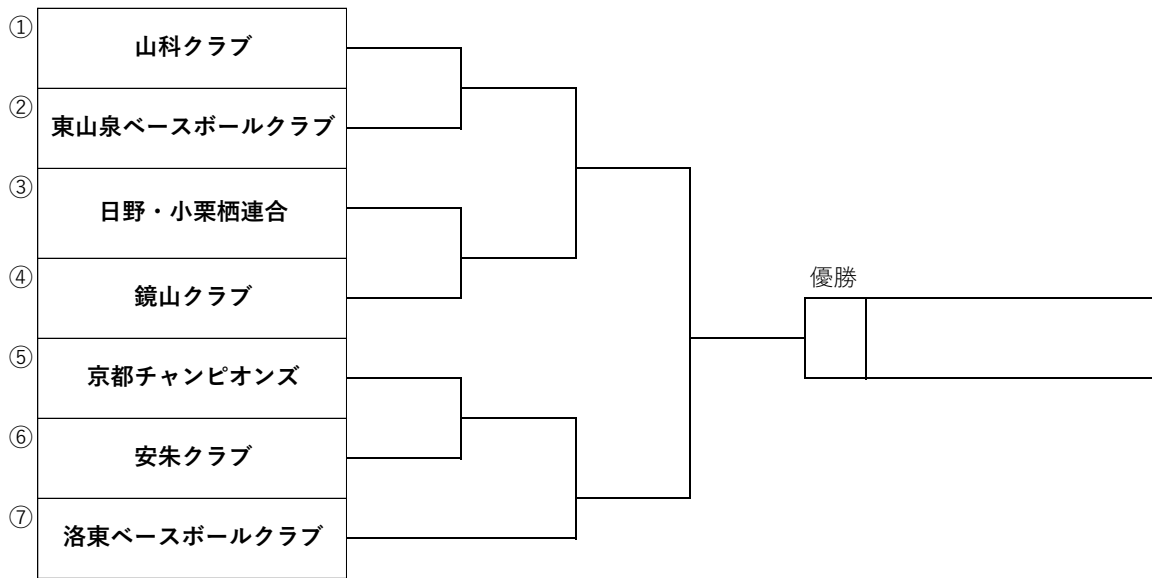 ①
山科クラブ
②
東山泉ベースボールクラブ
③
日野・小栗栖連合
④
鏡山クラブ
優勝
⑤
京都チャンピオンズ
⑥
安朱クラブ
⑦
洛東ベースボールクラブ